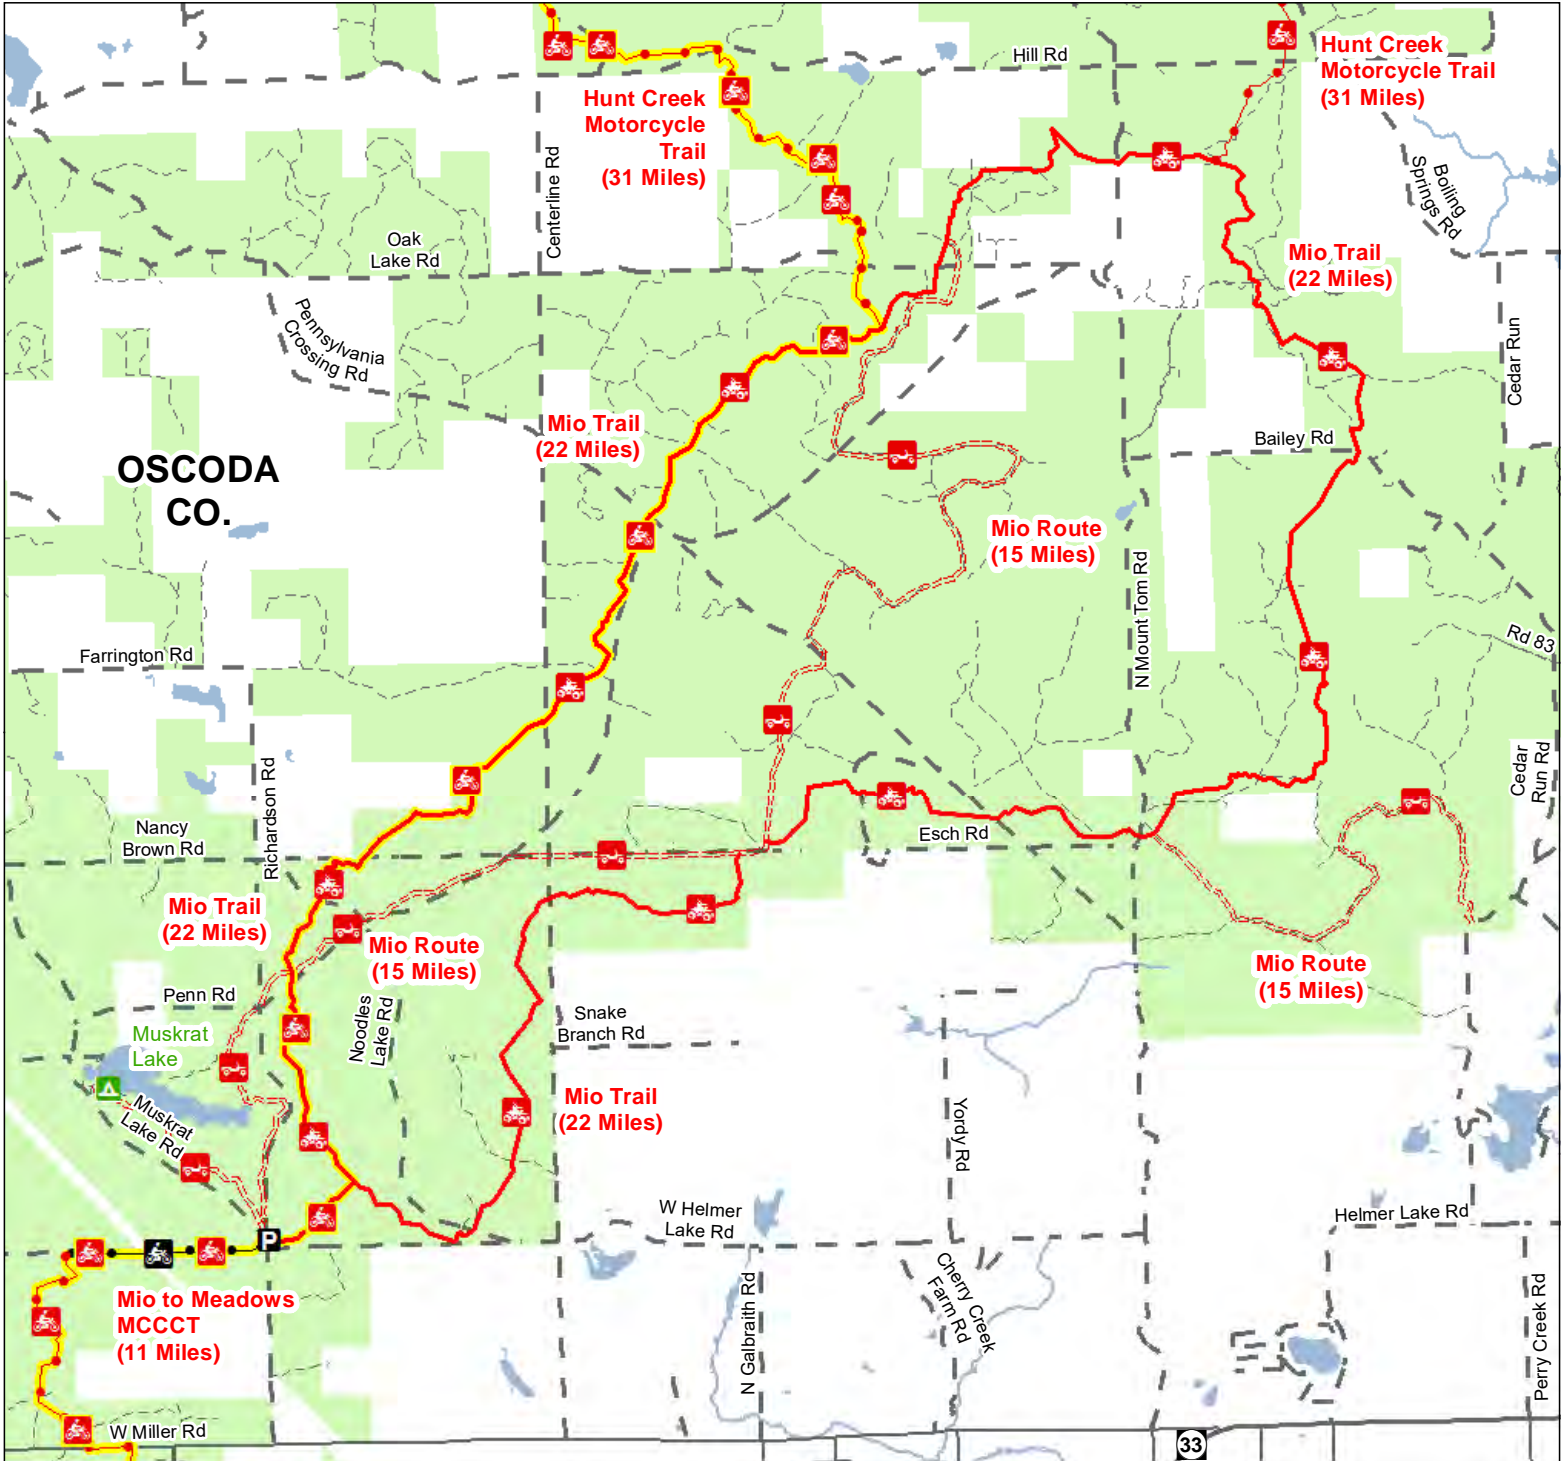 Hill Rd
Hunt Creek
Motorcycle Trail
(31 Miles)
Hunt Creek
Motorcycle
Trail
(31 Miles)
Centerline Rd
Boiling
Springs Rd
Oak
Lake Rd
Mio Trail
(22 Miles)
Pennsylvania
Crossing Rd
Cedar Run
Mio Trail
(22 Miles)
Bailey Rd
OSCODA
CO.
Mio Route
(15 Miles)
N Mount Tom Rd
Rd 83
Farrington Rd
Richardson Rd
Cedar
Run Rd
Nancy
Brown Rd
Esch Rd
Mio Trail
(22 Miles)
Mio Route
(15 Miles)
Mio Route
(15 Miles)
Penn Rd
Noodles
Lake Rd
Snake
Branch Rd
Muskrat
Lake
Mio Trail
(22 Miles)
Muskrat
Lake Rd
Yordy Rd
W Helmer
Lake Rd
Helmer Lake Rd
P
Cherry Creek
Farm Rd
N Galbraith Rd
Perry Creek Rd
Mio to Meadows
MCCCT
(11 Miles)
W Miller Rd
33